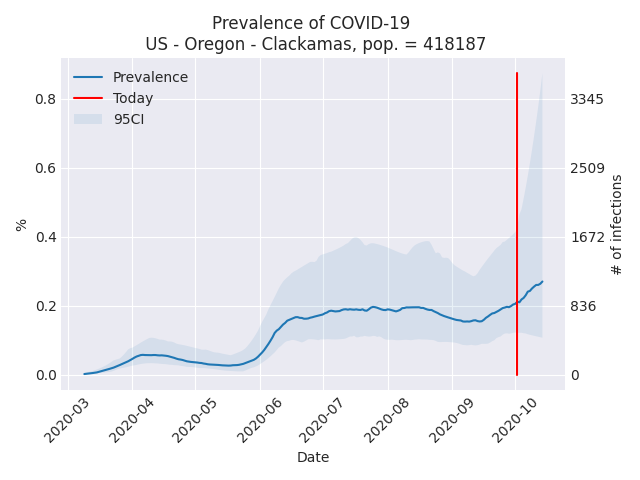 Prevalence of COVID-19
US - Oregon - Clackamas, pop. = 418187
Prevalence
Today
95CI
0.8
0.6
0.4
0.2
0.0
%
3345
2509
1672
836
0
# of infections
2020-03
2020-04
2020-05
2020-06
2020-07
2020-08
2020-09
2020-10
Date